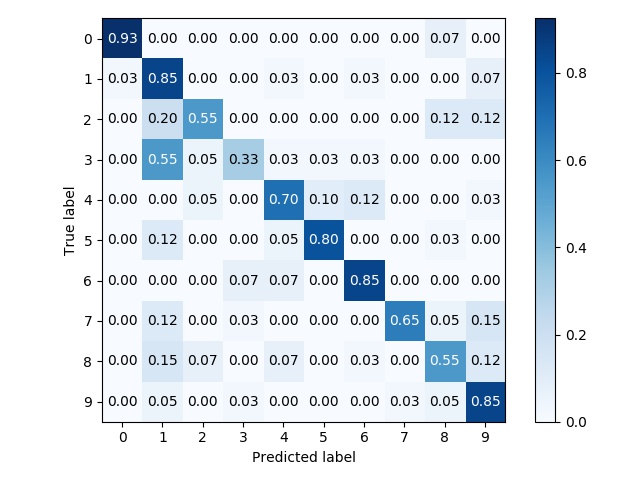 0 0.93 0.00 0.00 0.00 0.00 0.00 0.00 0.00 0.07 0.00
1 0.03 0.85 0.00 0.00 0.03 0.00 0.03 0.00 0.00 0.07
0.8
2 0.00 0.20 0.55 0.00 0.00 0.00 0.00 0.00 0.12 0.12
3 0.00 0.55 0.05 0.33 0.03 0.03 0.03 0.00 0.00 0.00
0.6
4 0.00 0.00 0.05 0.00 0.70 0.10 0.12 0.00 0.00 0.03
True label
5 0.00 0.12 0.00 0.00 0.05 0.80 0.00 0.00 0.03 0.00
0.4
6 0.00 0.00 0.00 0.07 0.07 0.00 0.85 0.00 0.00 0.00
7 0.00 0.12 0.00 0.03 0.00 0.00 0.00 0.65 0.05 0.15
0.2
8 0.00 0.15 0.07 0.00 0.07 0.00 0.03 0.00 0.55 0.12
9 0.00 0.05 0.00 0.03 0.00 0.00 0.00 0.03 0.05 0.85
0.0
0 1 2 3 4 5 6 7 8 9
Predicted label